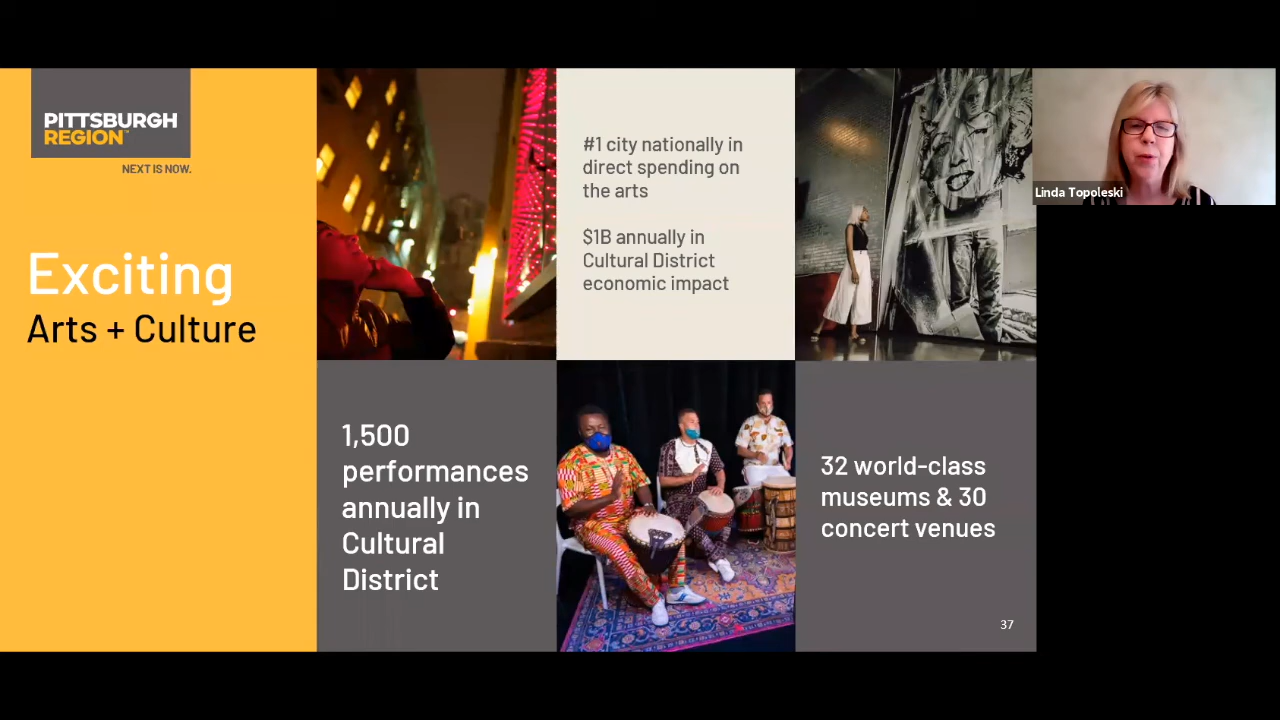 PITTSBURGH
REGION™
NEXT IS NOW.
Exciting
Arts + Culture
#1 city nationally in
direct spending on
the arts
$1B annually in
Cultural District
economic impact
Linda Topoleski
1,500
performances
annually in
Cultural
District
32 world-class
museums & 30
concert venues
37